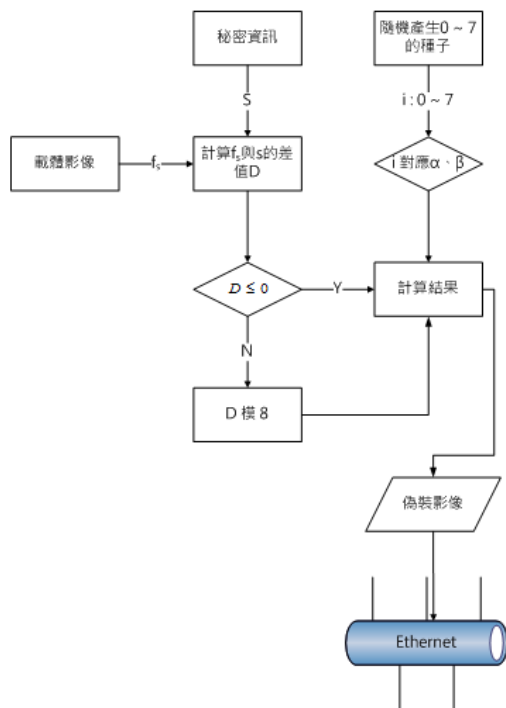 秘密資訊
隨機產生0 ~ 7
的種子
S
i : 0 ~ 7
載體影像
fs
計算fs與s的差
值D
i 對應α、β
D ≤ 0
Y
計算結果
N
D 模 8
偽裝影像
Ethernet